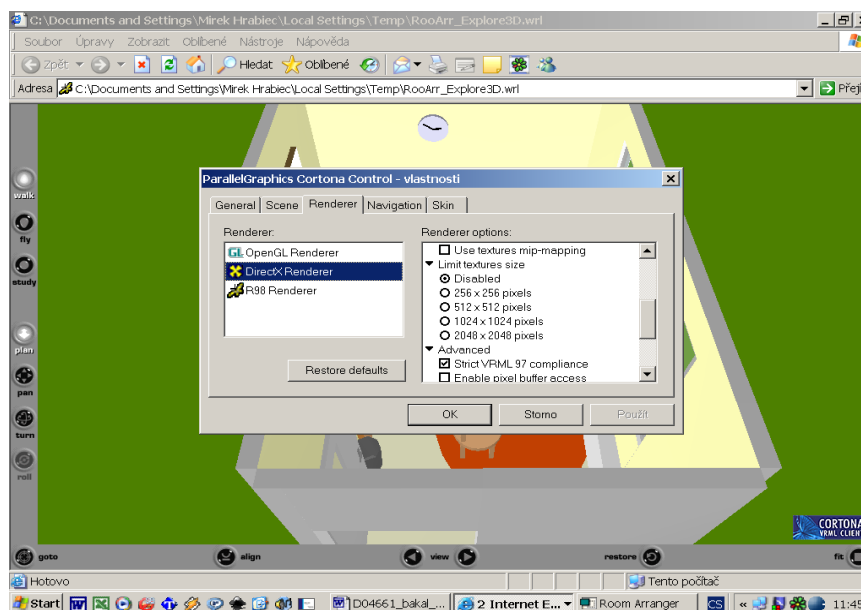 C:\Documents and Settings\Mirek Hrabiec\Local Settings\Temp\RooArr_Explore3D.wrl
Soubor Úpravy Zobrazit Oblíbené Nástroje Nápověda
Zpět Hledat Oblíbené
Adresa C:\Documents and Settings\Mirek Hrabiec\Local Settings\Temp\RooArr_Explore3D.wrl Přejí
walk
fly
study
plan
pan
turn
roll
ParallelGraphics Cortona Control - vlastnosti
General Scene Renderer Navigation Skin
Renderer:
OpenGL Renderer
DirectX Renderer
R98 Renderer
Restore defaults
Renderer options:
Use textures mip-mapping
Limit textures size
Disabled
256 x 256 pixels
512 x 512 pixels
1024 x 1024 pixels
2048 x 2048 pixels
Advanced
Strict VRML 97 compliance
Enable pixel buffer access
OK Storno Použít
CORTONA
VRML CLIENT
goto align view restore fit
Hotovo Tento počítač
Start D04661_bakal_... 2 Internet E... Room Arranger CS « 11:4